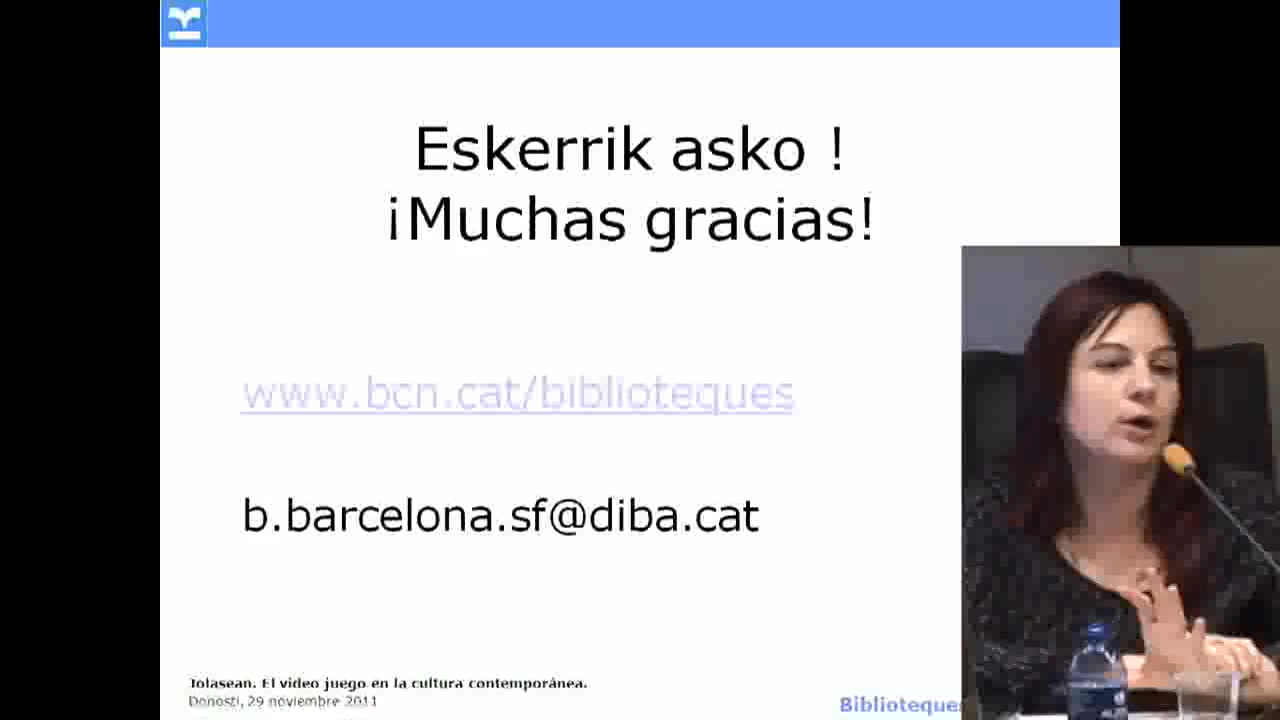 Eskerrik asko !
¡Muchas gracias!
www.bcn.cat/biblioteques
b.barcelona.sf@diba.cat
Jolasean. El video juego en la cultura contemporánea.
Donosti, 29 noviembre 2011
Biblioteques